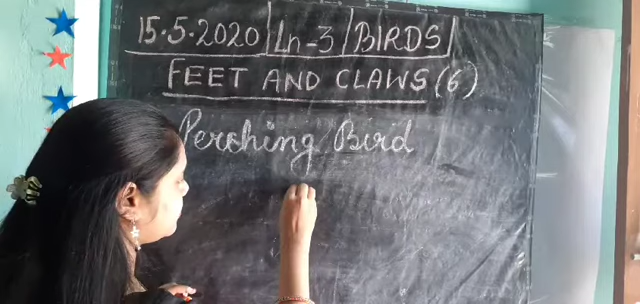 15.5.2020 Ln-3 BIRDS
FEET AND CLAWS (6)
Perching Bird